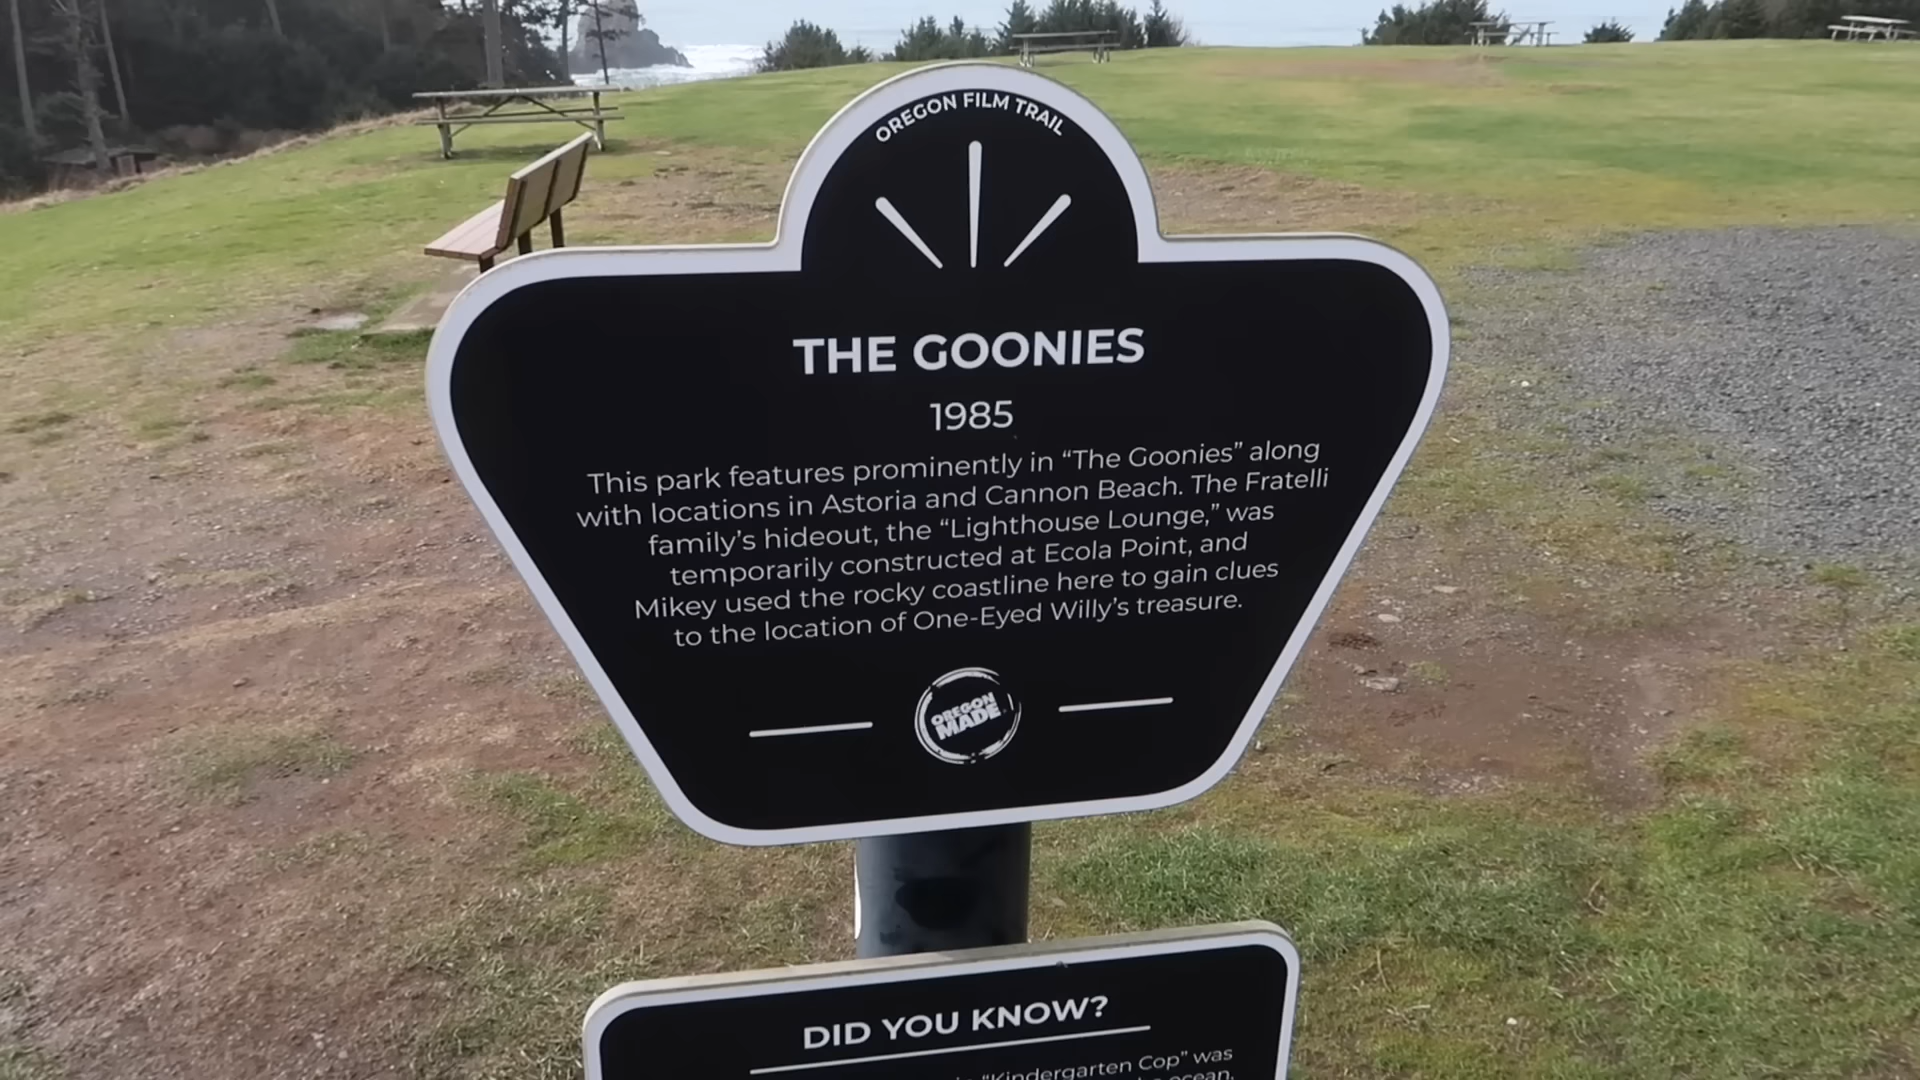 OREGON FILM TRAIL
THE GOONIES
1985
This park features prominently in “The Goonies” along
with locations in Astoria and Cannon Beach. The Fratelli
family’s hideout, the “Lighthouse Lounge,” was
temporarily constructed at Ecola Point, and
Mikey used the rocky coastline here to gain clues
to the location of One-Eyed Willy’s treasure.
OREGON
MADE
DID YOU KNOW?
“Kindergarten Cop” was
ocean,